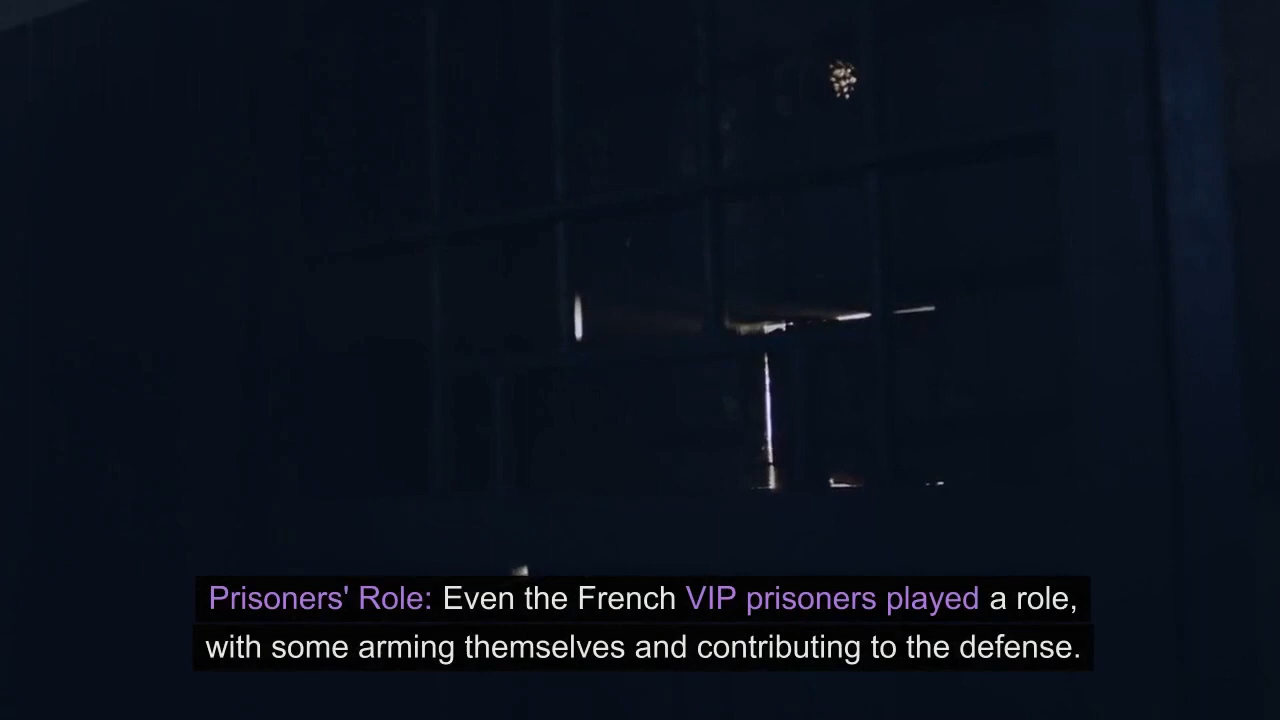 Prisoners' Role: Even the French VIP prisoners played a role,
with some arming themselves and contributing to the defense.